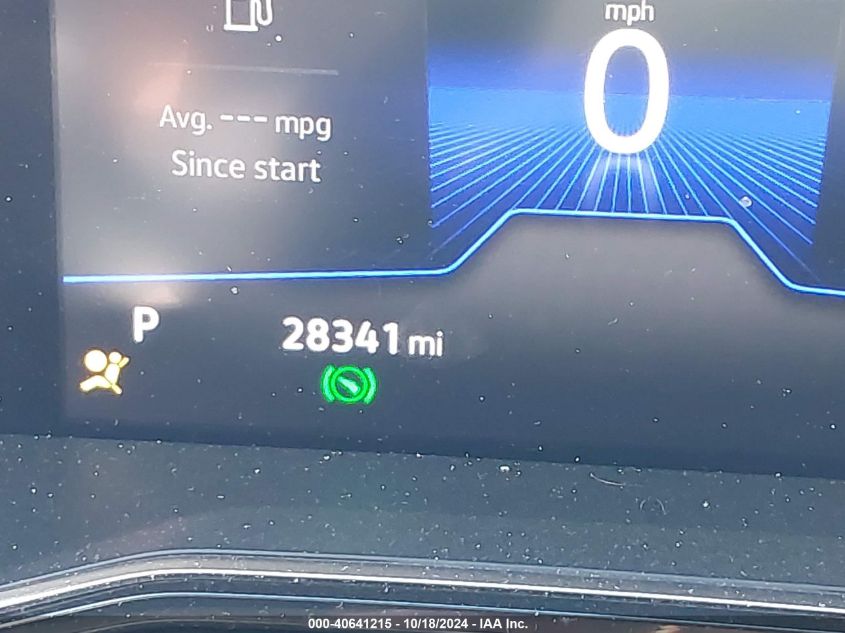 mph
0
Avg. --- mpg
Since start
P
28341 mi
000-40641215 - 10/18/2024 - IAA Inc.